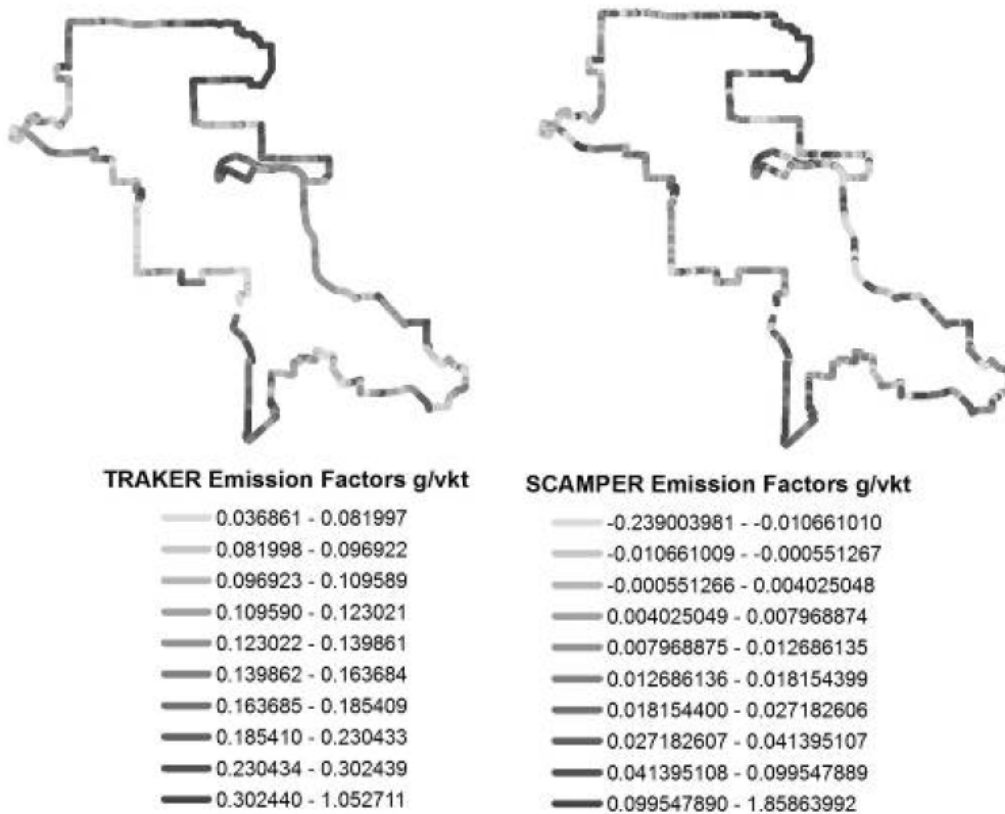 TRAKER Emission Factors g/vkt
0.036861 - 0.081997
0.081998 - 0.096922
0.096923 - 0.109589
0.109590 - 0.123021
0.123022 - 0.139861
0.139862 - 0.163684
0.163685 - 0.185409
0.185410 - 0.230433
0.230434 - 0.302439
0.302440 - 1.052711
SCAMPER Emission Factors g/vkt
-0.239003981 - -0.010661010
-0.010661009 - -0.000551267
-0.000551266 - 0.004025048
0.004025049 - 0.007968874
0.007968875 - 0.012686135
0.012686136 - 0.018154399
0.018154400 - 0.027182606
0.027182607 - 0.041395107
0.041395108 - 0.099547889
0.099547890 - 1.85863992